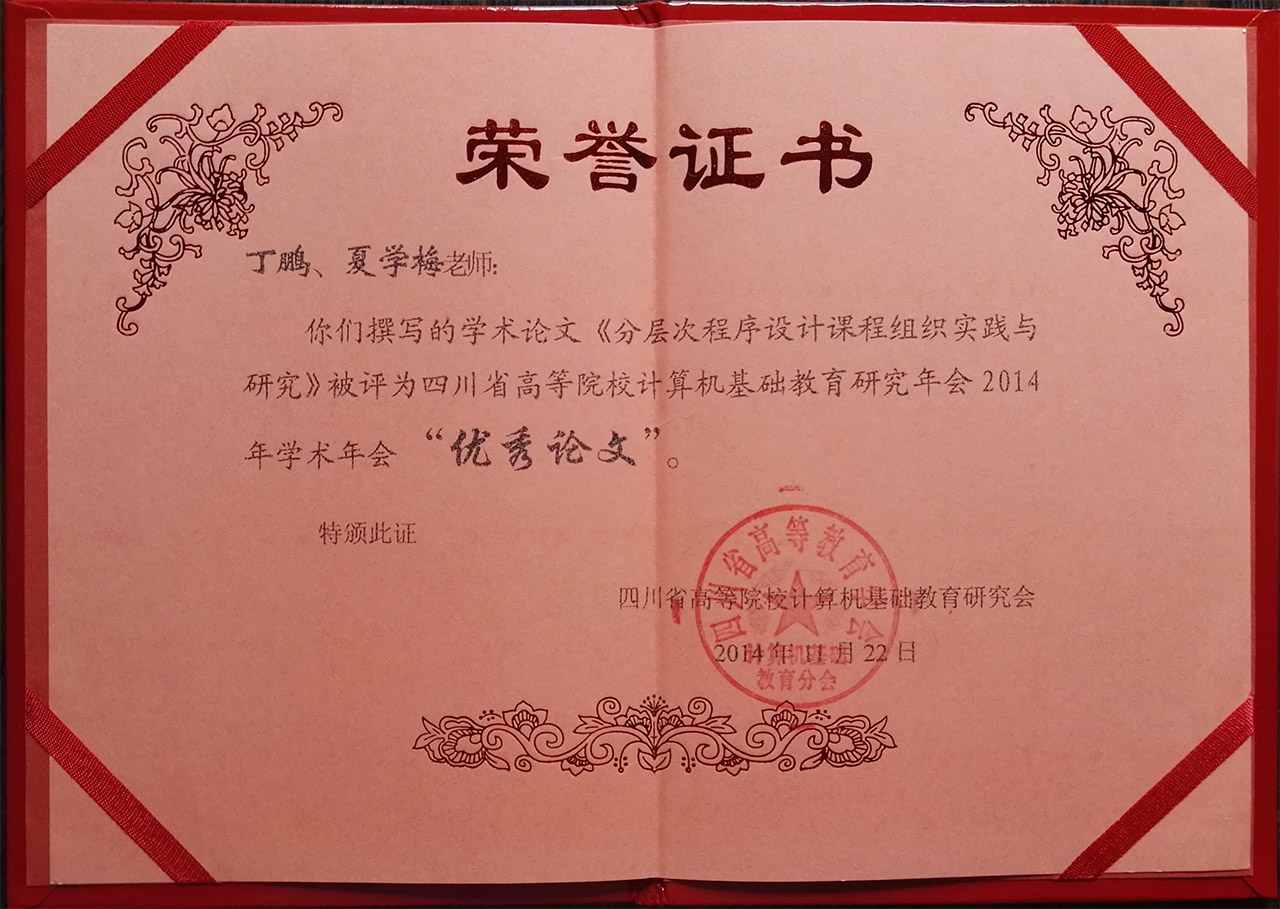 荣誉证书
丁鹏、夏学梅老师:
你们撰写的学术论文《分层次程序设计课程组织实践与
研究》被评为四川省高等院校计算机基础教育研究年会 2014
年学术年会“优秀论文”。
特颁此证
四川省高等院校计算机基础教育研究会
2014 年 11 月 22 日
四川省高等教育学会
计算机基础
教育分会